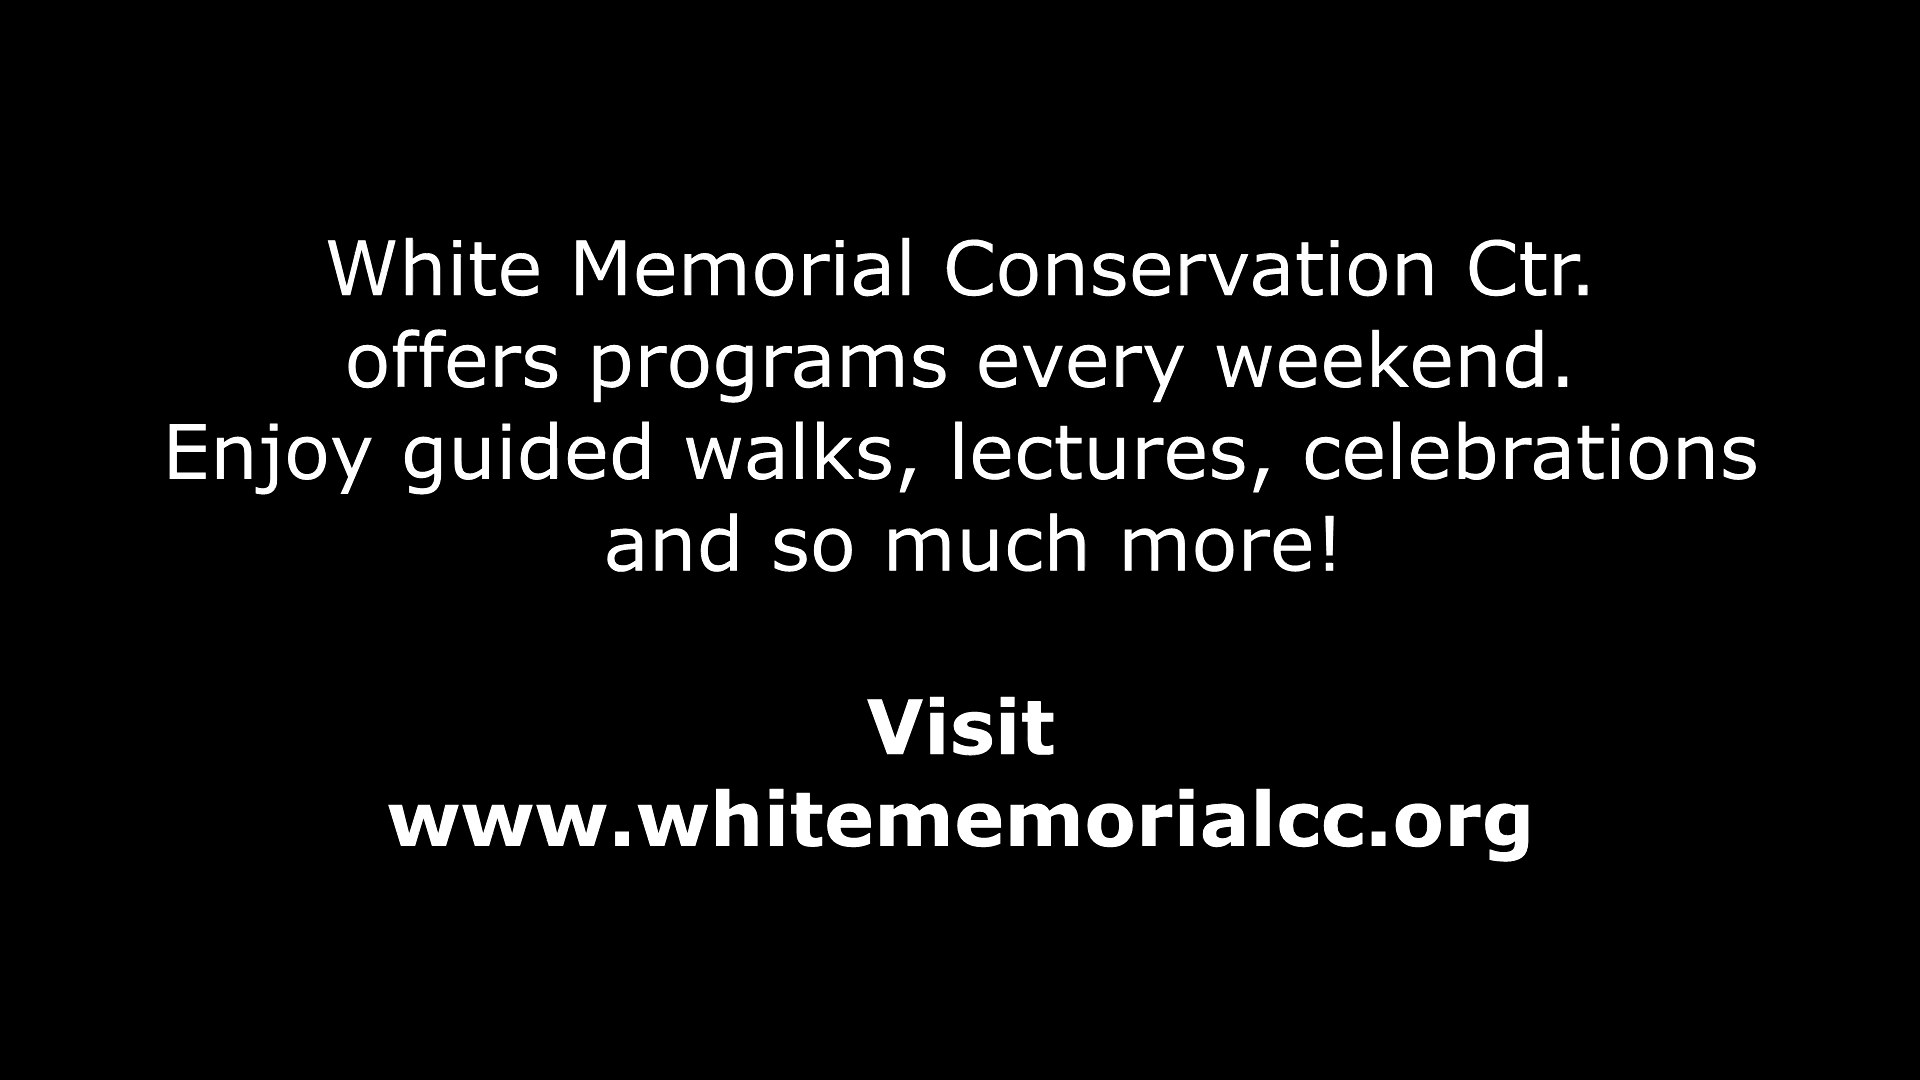 White Memorial Conservation Ctr.
offers programs every weekend.
Enjoy guided walks, lectures, celebrations
and so much more!
Visit
www.whitememorialcc.org